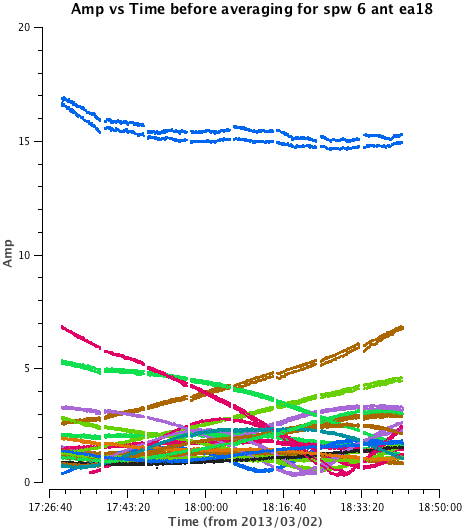 Amp vs Time before averaging for spw 6 ant ea18
20
15
10
5
0
Amp
17:26:40 17:43:20 18:00:00 18:16:40 18:33:20 18:50:00
Time (from 2013/03/02)